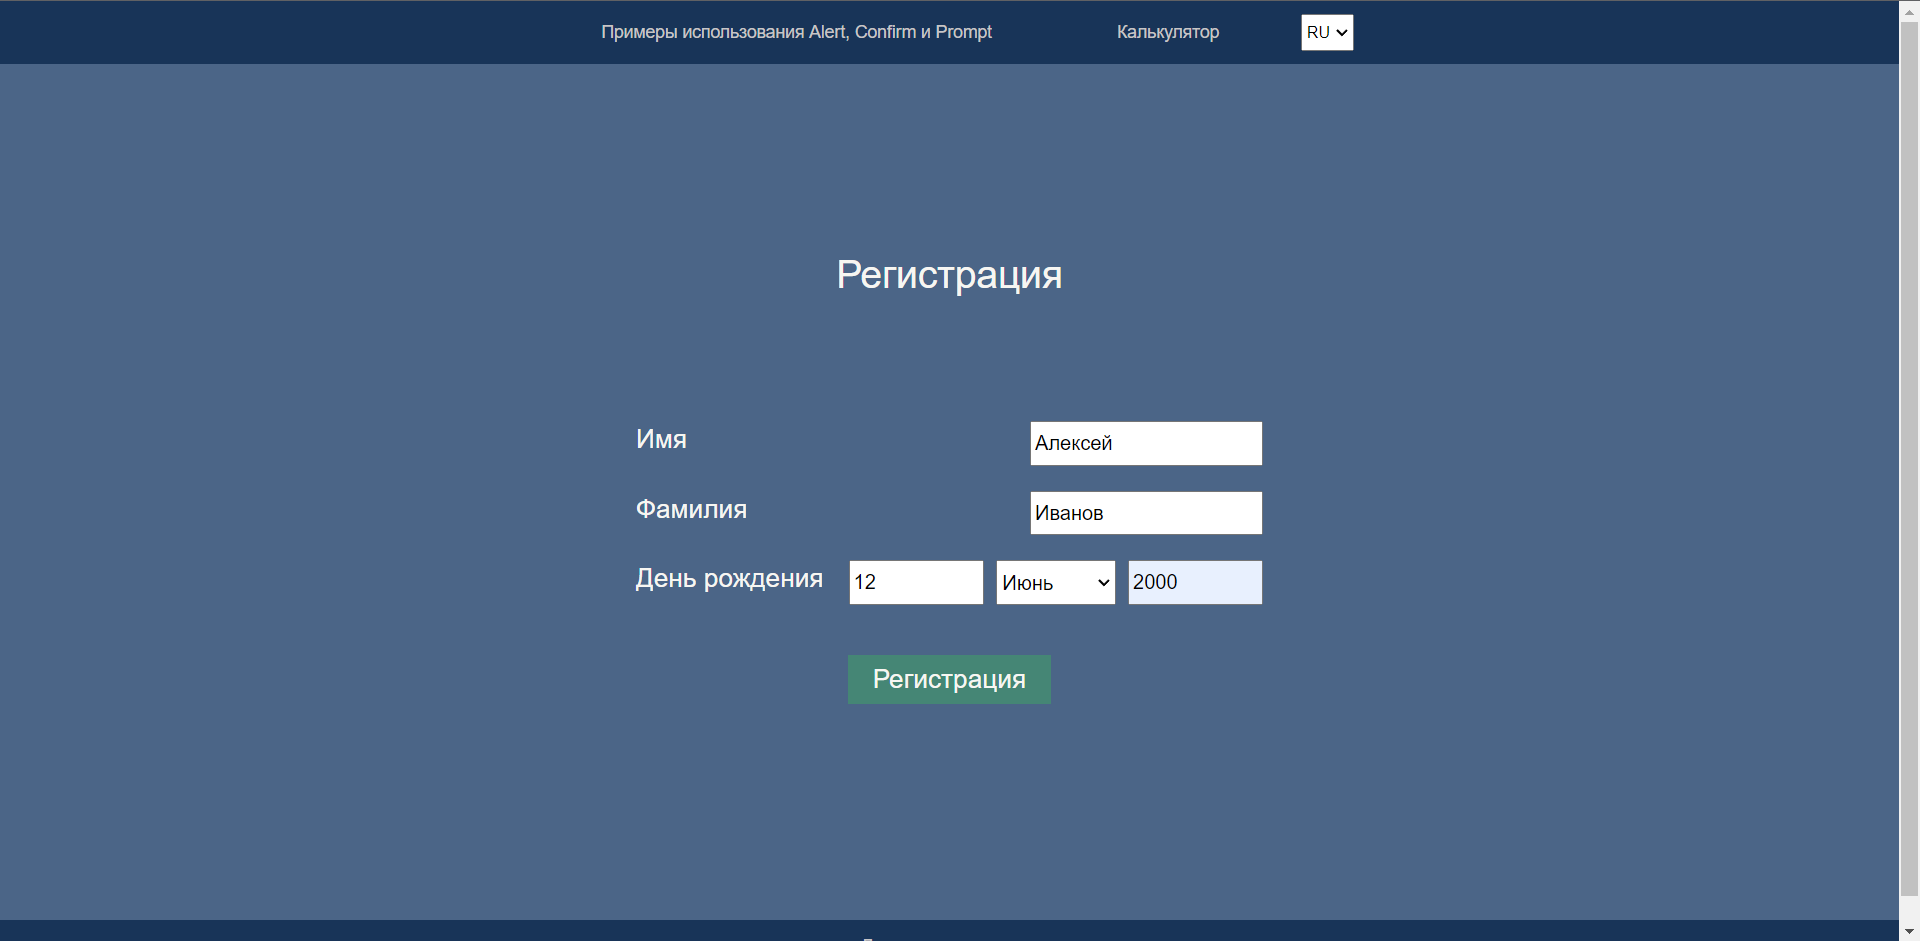 Примеры использования Alert, Confirm и Prompt Калькулятор RU
Регистрация
Имя Алексей
Фамилия Иванов
День рождения 12 Июнь 2000
Регистрация